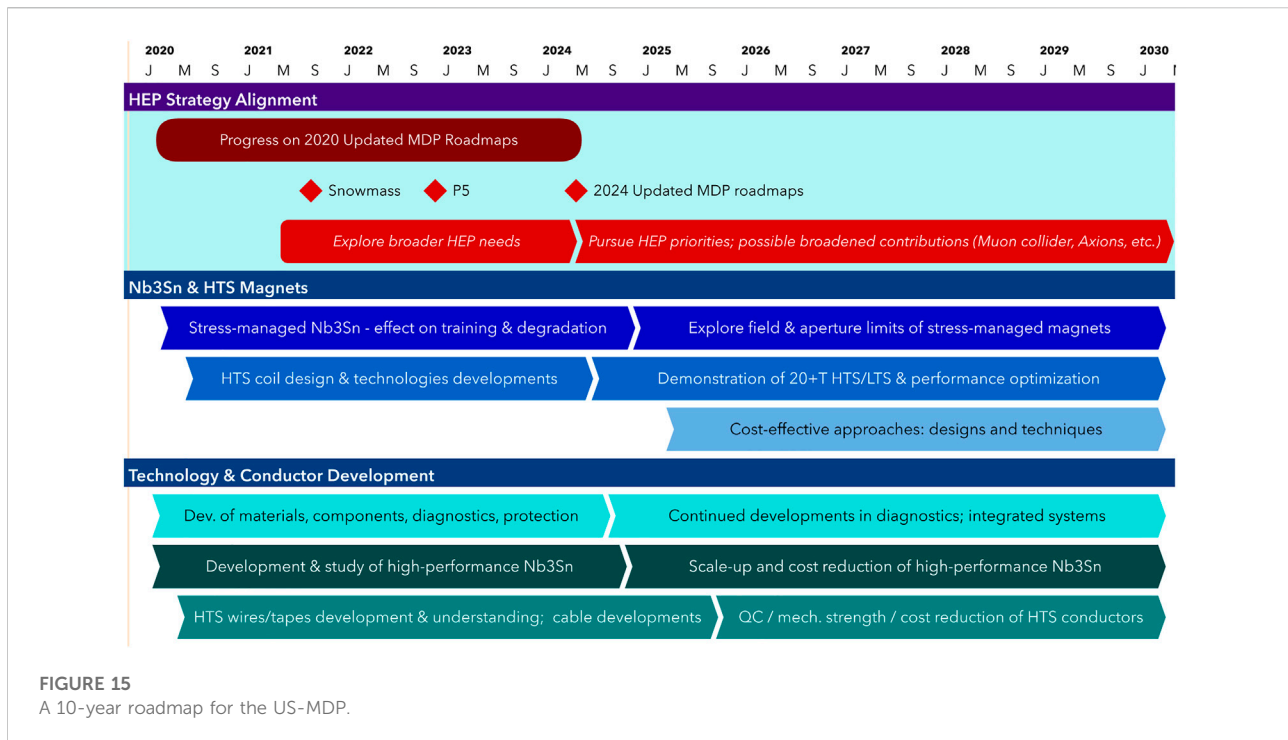 2020 2021 2022 2023 2024 2025 2026 2027 2028 2029 2030
J M S J M S J M S J M S J M S J M S J M S J M S J M S J M S J
HEP Strategy Alignment
Progress on 2020 Updated MDP Roadmaps
Snowmass P5 2024 Updated MDP roadmaps
Explore broader HEP needs Pursue HEP priorities; possible broadened contributions (Muon collider, Axions, etc.)
Nb3Sn & HTS Magnets
Stress-managed Nb3Sn - effect on training & degradation Explore field & aperture limits of stress-managed magnets
HTS coil design & technologies developments Demonstration of 20+T HTS/LTS & performance optimization
Cost-effective approaches: designs and techniques
Technology & Conductor Development
Dev. of materials, components, diagnostics, protection Continued developments in diagnostics; integrated systems
Development & study of high-performance Nb3Sn Scale-up and cost reduction of high-performance Nb3Sn
HTS wires/tapes development & understanding; cable developments QC / mech. strength / cost reduction of HTS conductors
FIGURE 15
A 10-year roadmap for the US-MDP.